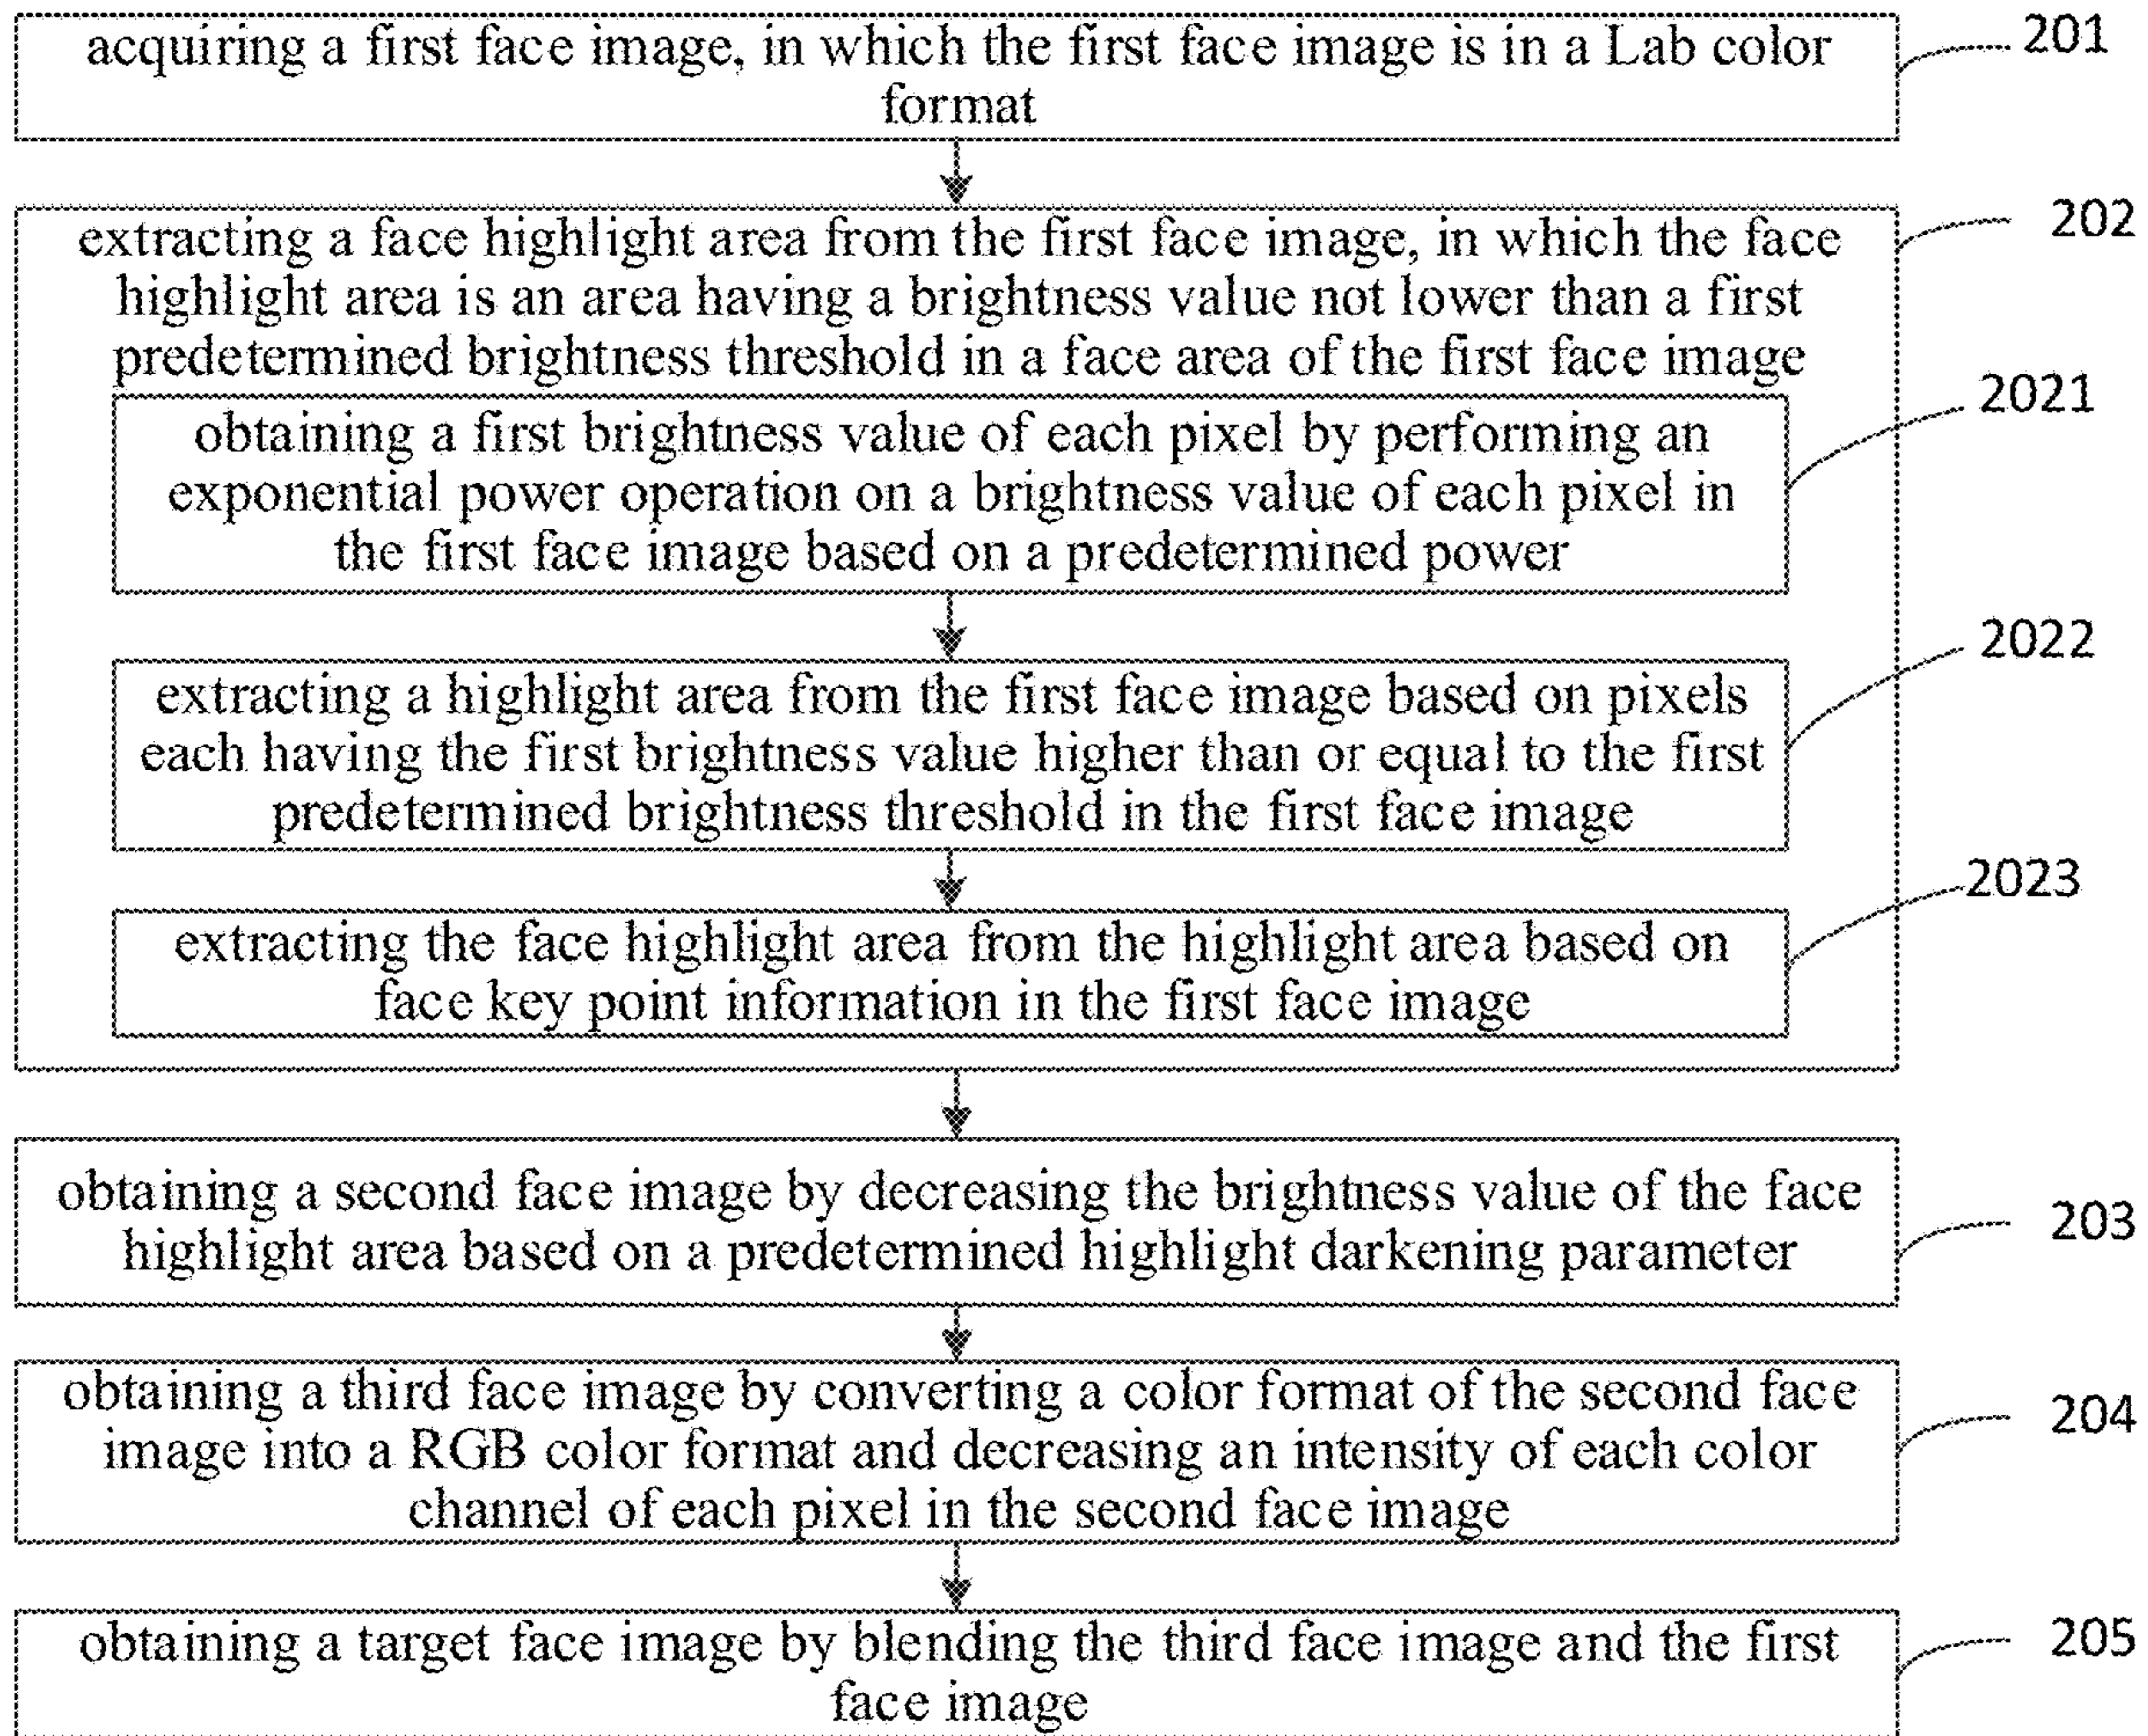 acquiring a first face image, in which the first face image is in a Lab color
format
201
extracting a face highlight area from the first face image, in which the face
highlight area is an area having a brightness value not lower than a first
predetermined brightness threshold in a face area of the first face image
202
obtaining a first brightness value of each pixel by performing an
exponential power operation on a brightness value of each pixel in
the first face image based on a predetermined power
2021
extracting a highlight area from the first face image based on pixels
each having the first brightness value higher than or equal to the first
predetermined brightness threshold in the first face image
2022
extracting the face highlight area from the highlight area based on
face key point information in the first face image
2023
obtaining a second face image by decreasing the brightness value of the face
highlight area based on a predetermined highlight darkening parameter
203
obtaining a third face image by converting a color format of the second face
image into a RGB color format and decreasing an intensity of each color
channel of each pixel in the second face image
204
obtaining a target face image by blending the third face image and the first
face image
205